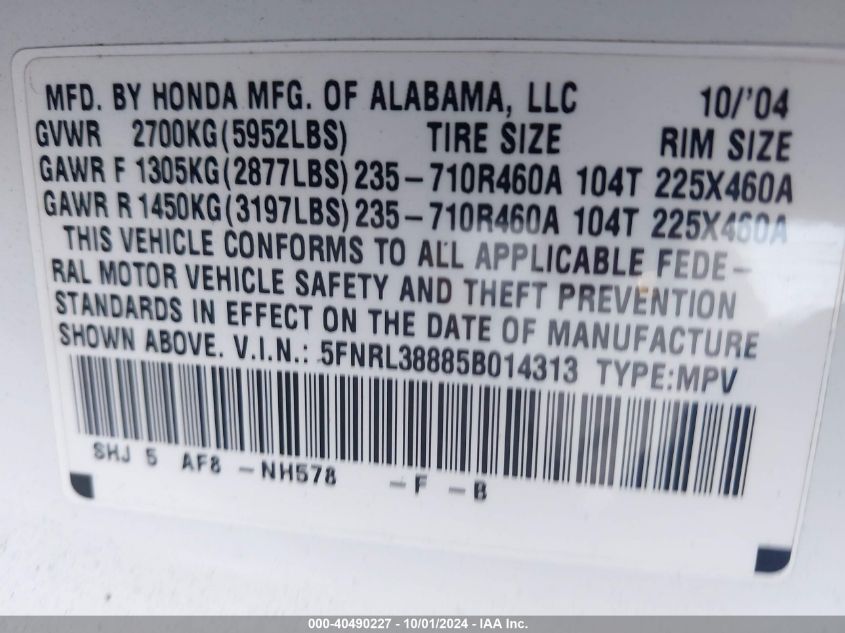 MFD. BY HONDA MFG. OF ALABAMA, LLC 10/'04
GVWR 2700KG(5952LBS) TIRE SIZE RIM SIZE
GAWR F 1305KG(2877LBS) 235-710R460A 104T 225X460A
GAWR R 1450KG(3197LBS) 235-710R460A 104T 225X460A
THIS VEHICLE CONFORMS TO ALL APPLICABLE FEDE-
RAL MOTOR VEHICLE SAFETY AND THEFT PREVENTION
STANDARDS IN EFFECT ON THE DATE OF MANUFACTURE
SHOWN ABOVE. V.I.N.: 5FNRL38885B014313 TYPE:MPV
SHJ 5 AF8 -NH578 -F -B
000-40490227 - 10/01/2024 - IAA Inc.